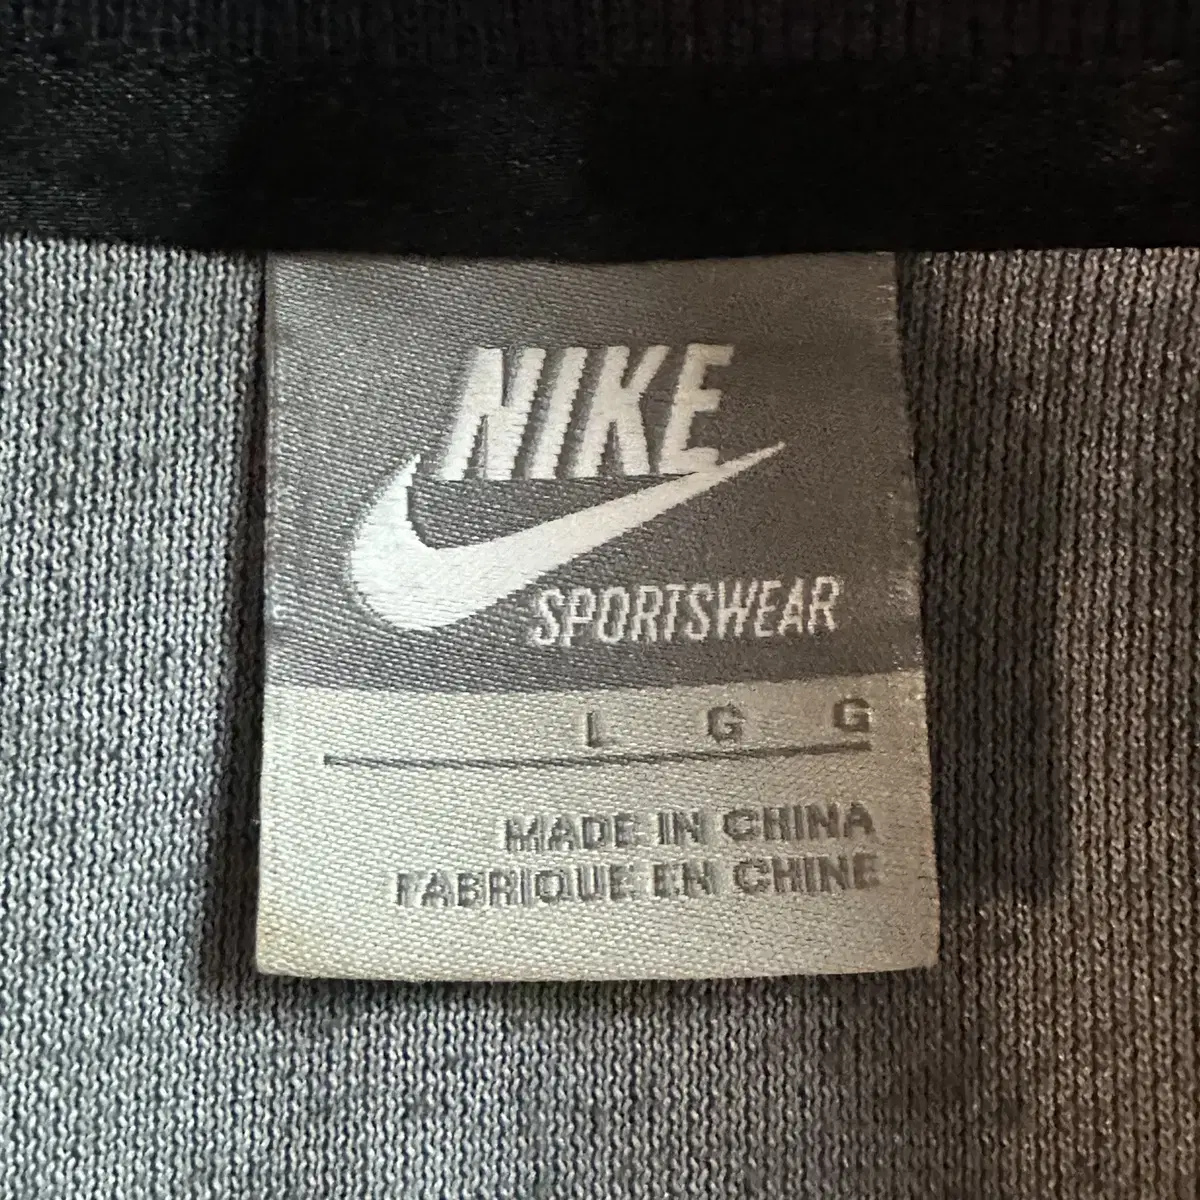 NIKE
SPORTSWEAR
L G G
MADE IN CHINA
FABRIQUE EN CHINE